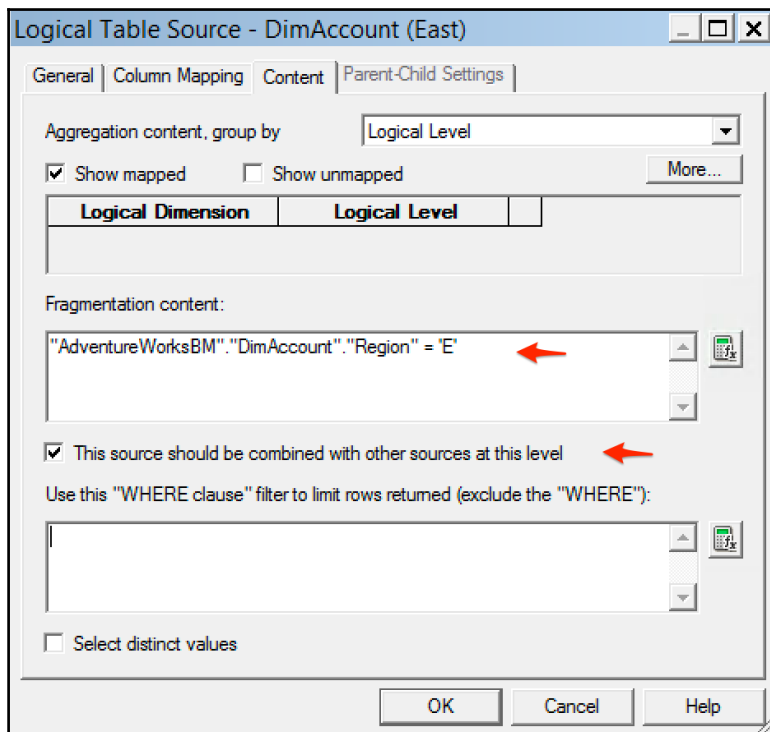 Logical Table Source - DimAccount (East)
General Column Mapping Content Parent-Child Settings
Aggregation content, group by Logical Level
Show mapped Show unmapped More...
Logical Dimension Logical Level
Fragmentation content:
"AdventureWorksBM"."DimAccount"."Region" = 'E'
This source should be combined with other sources at this level
Use this "WHERE clause" filter to limit rows returned (exclude the "WHERE"):
Select distinct values
OK Cancel Help